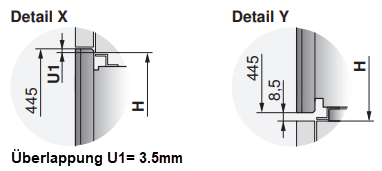 Detail X
Detail Y
445
U1
H
445
8,5
H
Überlappung U1= 3.5mm